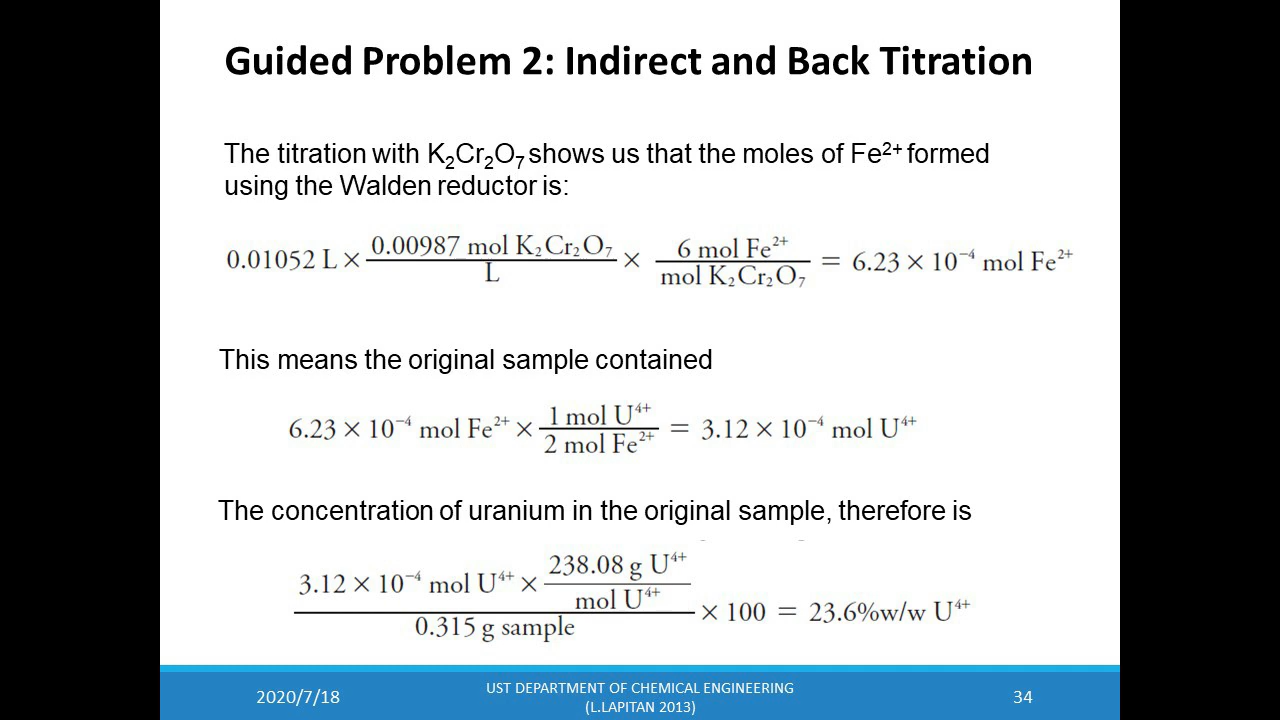 Guided Problem 2: Indirect and Back Titration
The titration with K₂Cr₂O₇ shows us that the moles of Fe²⁺ formed
using the Walden reductor is:
0.01052 L × 0.00987 mol K₂Cr₂O₇ / L × 6 mol Fe²⁺ / mol K₂Cr₂O₇ = 6.23 × 10⁻⁴ mol Fe²⁺
This means the original sample contained
6.23 × 10⁻⁴ mol Fe²⁺ × 1 mol U⁴⁺ / 2 mol Fe²⁺ = 3.12 × 10⁻⁴ mol U⁴⁺
The concentration of uranium in the original sample, therefore is
3.12 × 10⁻⁴ mol U⁴⁺ × 238.08 g U⁴⁺ / mol U⁴⁺ / 0.315 g sample × 100 = 23.6%w/w U⁴⁺
2020/7/18
UST DEPARTMENT OF CHEMICAL ENGINEERING
(L.LAPITAN 2013)
34